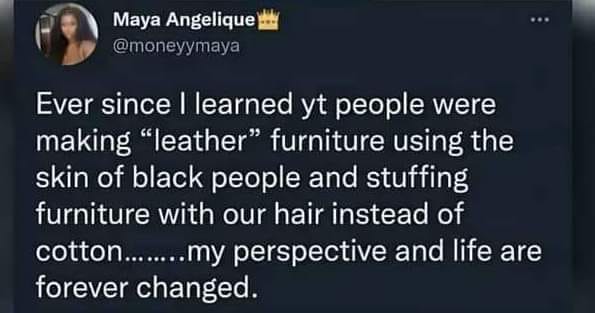 Maya Angelique👑
@moneyymaya
Ever since I learned yt people were
making “leather” furniture using the
skin of black people and stuffing
furniture with our hair instead of
cotton........my perspective and life are
forever changed.